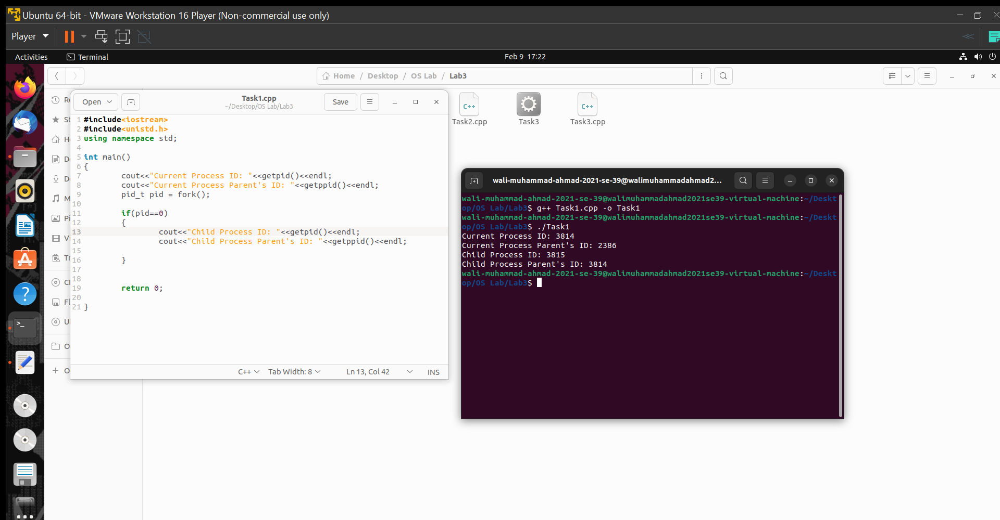 Ubuntu 64-bit - VMware Workstation 16 Player (Non-commercial use only)
Player
Activities
Terminal
Feb 9 17:22
Home / Desktop / OS Lab / Lab3
Open
Task1.cpp
~/Desktop/OS Lab/Lab3
Save
1 #include<iostream>
2 #include<unistd.h>
3 using namespace std;
4
5 int main()
6 {
7 cout<<"Current Process ID: "<<getpid()<<endl;
8 cout<<"Current Process Parent's ID: "<<getppid()<<endl;
9 pid_t pid = fork();
10
11 if(pid==0)
12 {
13 cout<<"Child Process ID: "<<getpid()<<endl;
14 cout<<"Child Process Parent's ID: "<<getppid()<<endl;
15
16 }
17
18
19 return 0;
20
21 }
C++
Tab Width: 8
Ln 13, Col 42
INS
C++
Task2.cpp
Task3
C++
Task3.cpp
wali-muhammad-ahmad-2021-se-39@walimuhammadahmad2...
wali-muhammad-ahmad-2021-se-39@walimuhammadahmad2021se39-virtual-machine:~/Deskt
op/OS Lab/Lab3$ g++ Task1.cpp -o Task1
wali-muhammad-ahmad-2021-se-39@walimuhammadahmad2021se39-virtual-machine:~/Deskt
op/OS Lab/Lab3$ ./Task1
Current Process ID: 3814
Current Process Parent's ID: 2386
Child Process ID: 3815
Child Process Parent's ID: 3814
wali-muhammad-ahmad-2021-se-39@walimuhammadahmad2021se39-virtual-machine:~/Deskt
op/OS Lab/Lab3$